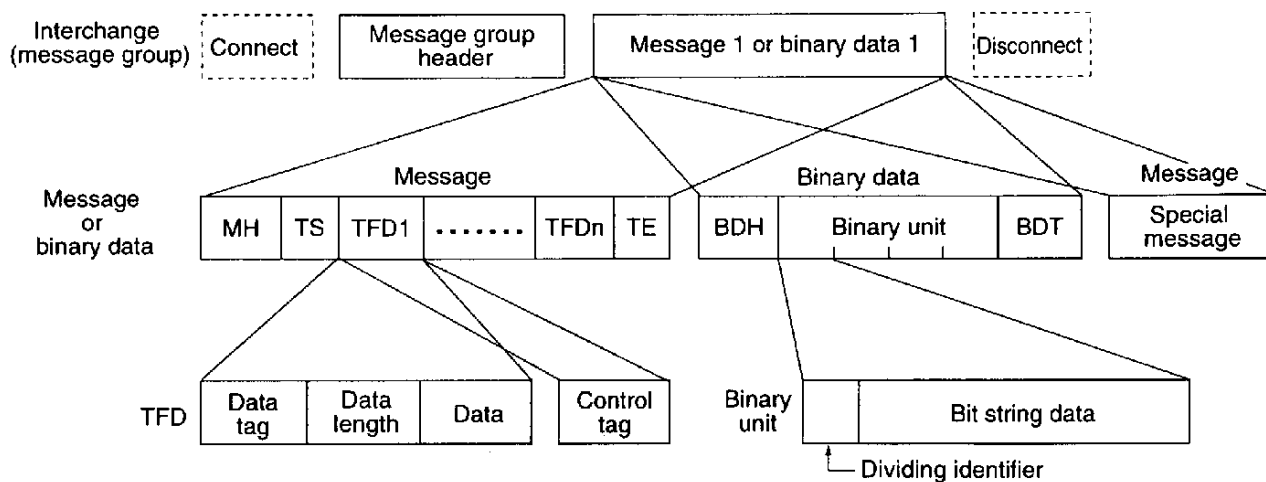 Interchange
(message group)
Connect
Message group
header
Message 1 or binary data 1
Disconnect
Message
or
binary data
Message
MH
TS
TFD1
.......
TFDn
TE
Binary data
BDH
Binary unit
BDT
Message
Special
message
TFD
Data
tag
Data
length
Data
Control
tag
Binary
unit
Bit string data
Dividing identifier